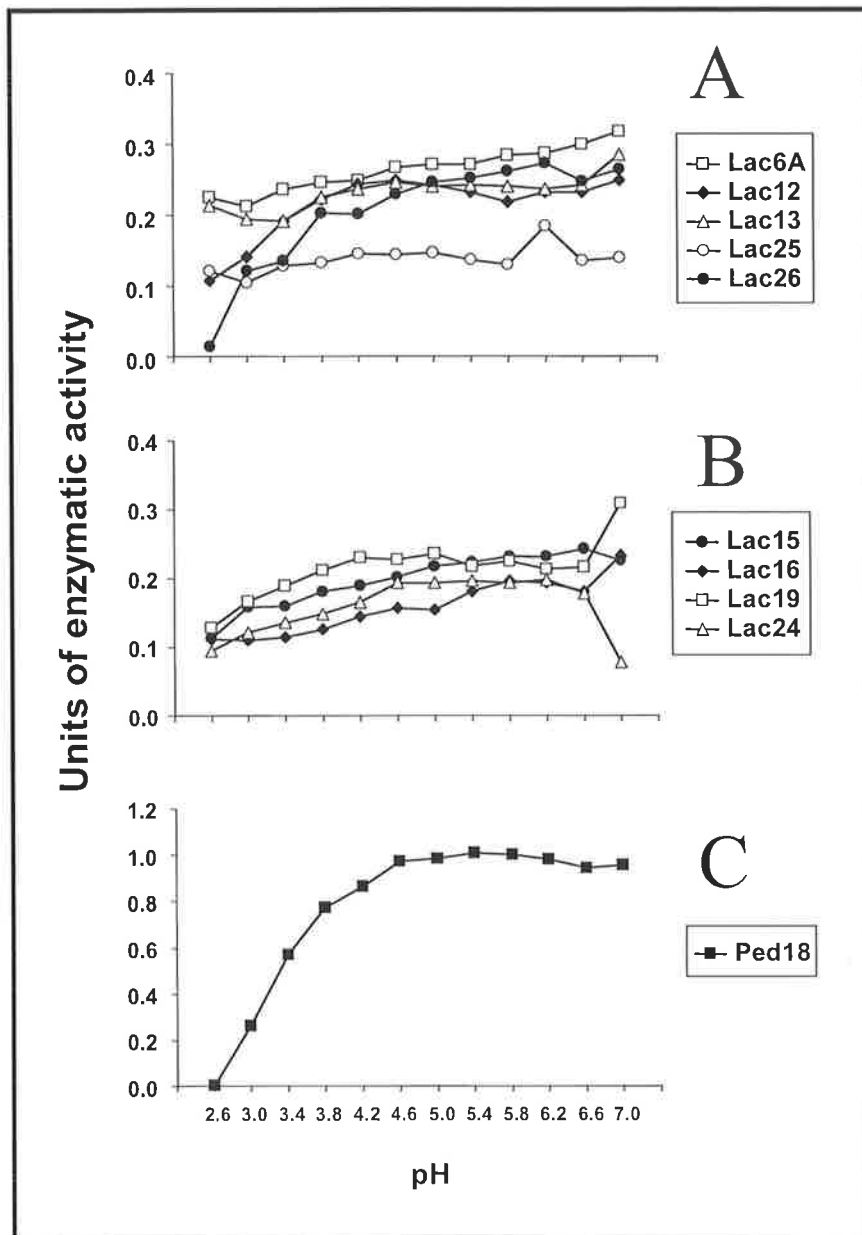 A
0.4
0.3
0.2
0.1
0.0
Lac6A
Lac12
Lac13
Lac25
Lac26
Units of enzymatic activity
B
0.4
0.3
0.2
0.1
0.0
Lac15
Lac16
Lac19
Lac24
C
1.2
1.0
0.8
0.6
0.4
0.2
0.0
Ped18
2.6 3.0 3.4 3.8 4.2 4.6 5.0 5.4 5.8 6.2 6.6 7.0
pH